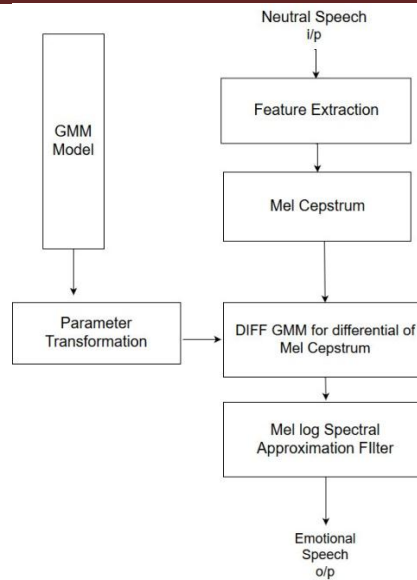 Neutral Speech
i/p
GMM
Model
Feature Extraction
Mel Cepstrum
Parameter
Transformation
DIFF GMM for differential of
Mel Cepstrum
Mel log Spectral
Approximation FIlter
Emotional
Speech
o/p